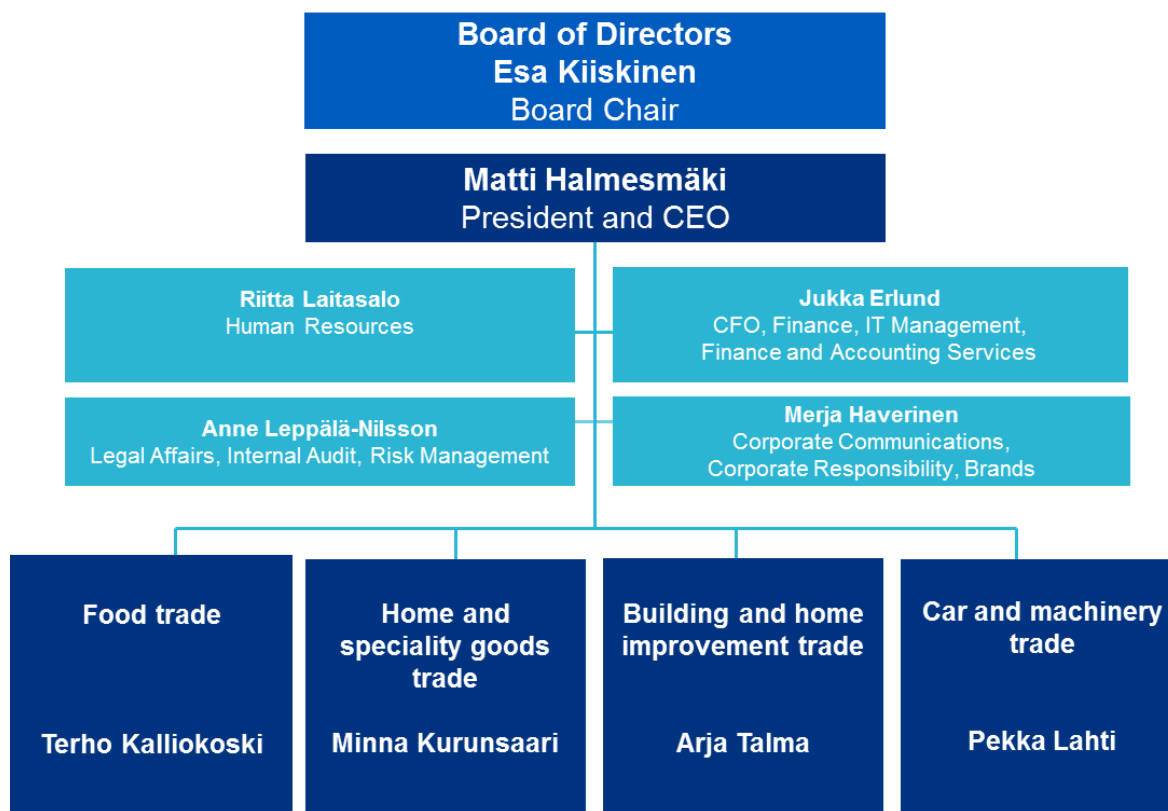 Board of Directors
Esa Kiiskinen
Board Chair
Matti Halmesmäki
President and CEO
Riitta Laitasalo
Human Resources
Jukka Erlund
CFO, Finance, IT Management,
Finance and Accounting Services
Anne Leppälä-Nilsson
Legal Affairs, Internal Audit, Risk Management
Merja Haverinen
Corporate Communications,
Corporate Responsibility, Brands
Food trade
Terho Kalliokoski
Home and
speciality goods
trade
Minna Kurunsaari
Building and home
improvement trade
Arja Talma
Car and machinery
trade
Pekka Lahti